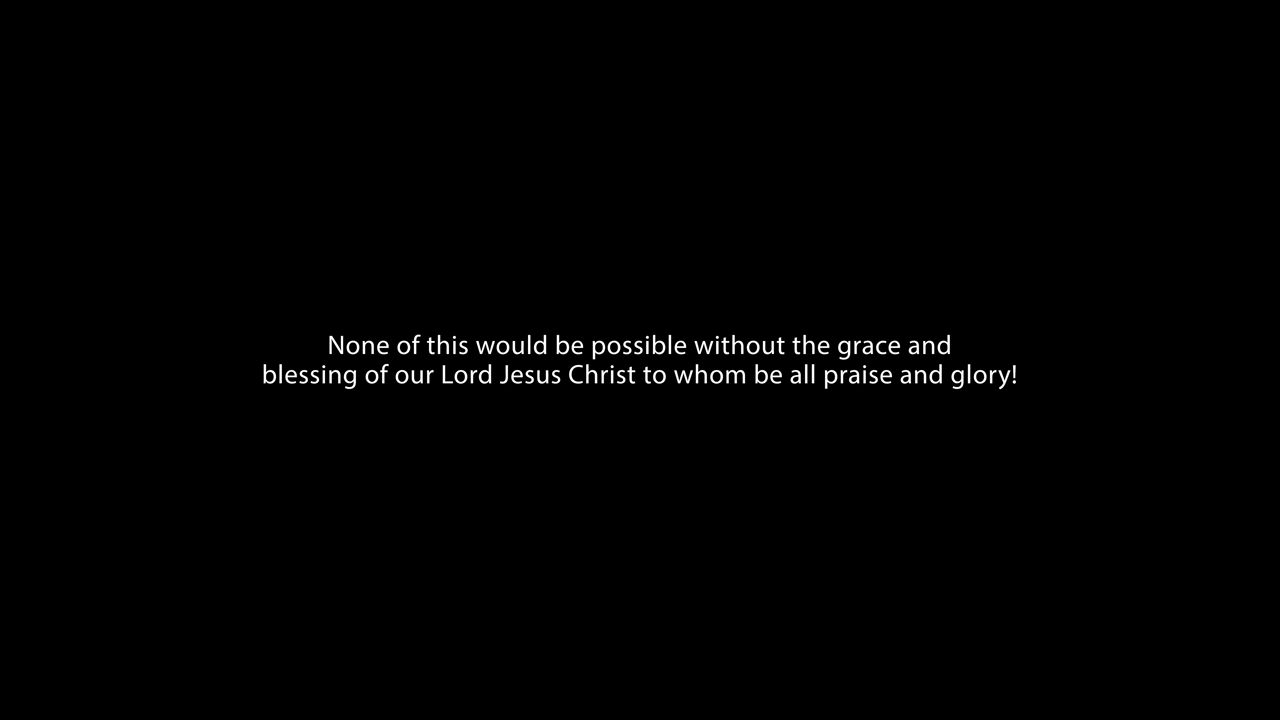 None of this would be possible without the grace and
blessing of our Lord Jesus Christ to whom be all praise and glory!